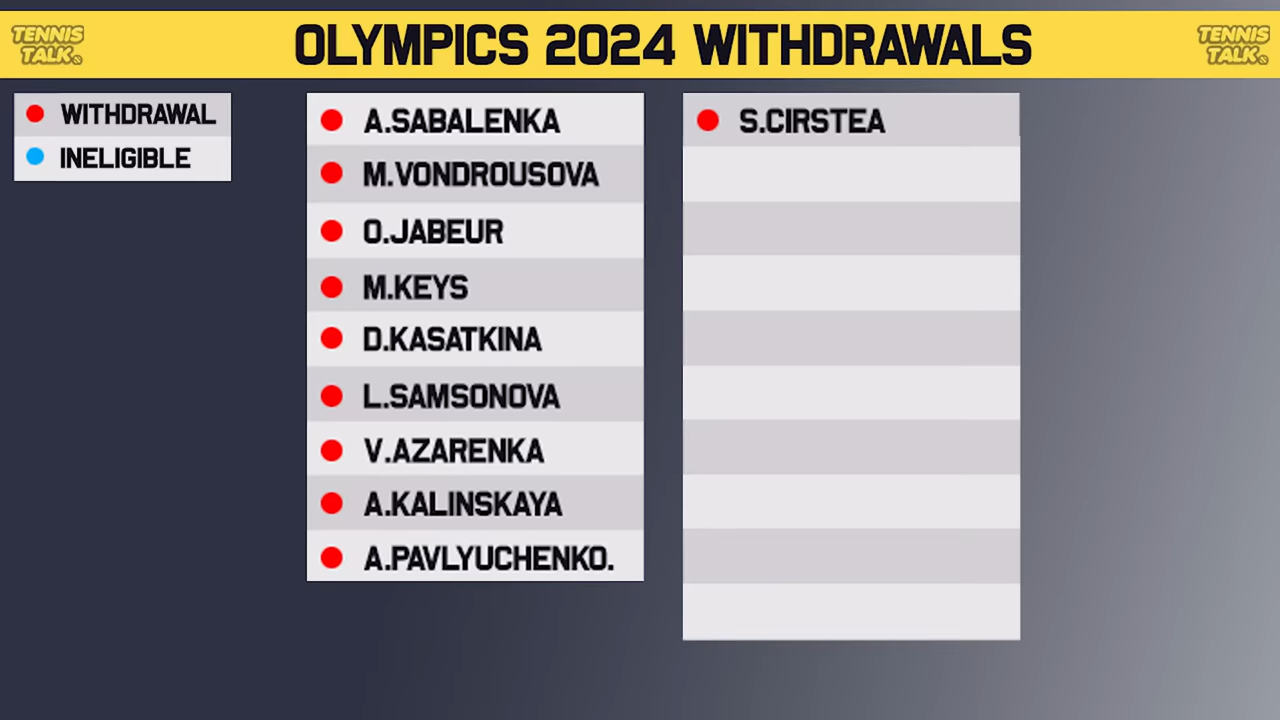 TENNIS
TALK
OLYMPICS 2024 WITHDRAWALS
TENNIS
TALK
WITHDRAWAL
INELIGIBLE
A.SABALENKA
M.VONDROUSOVA
O.JABEUR
M.KEYS
D.KASATKINA
L.SAMSONOVA
V.AZARENKA
A.KALINSKAYA
A.PAVLYUCHENKO.
S.CIRSTEA